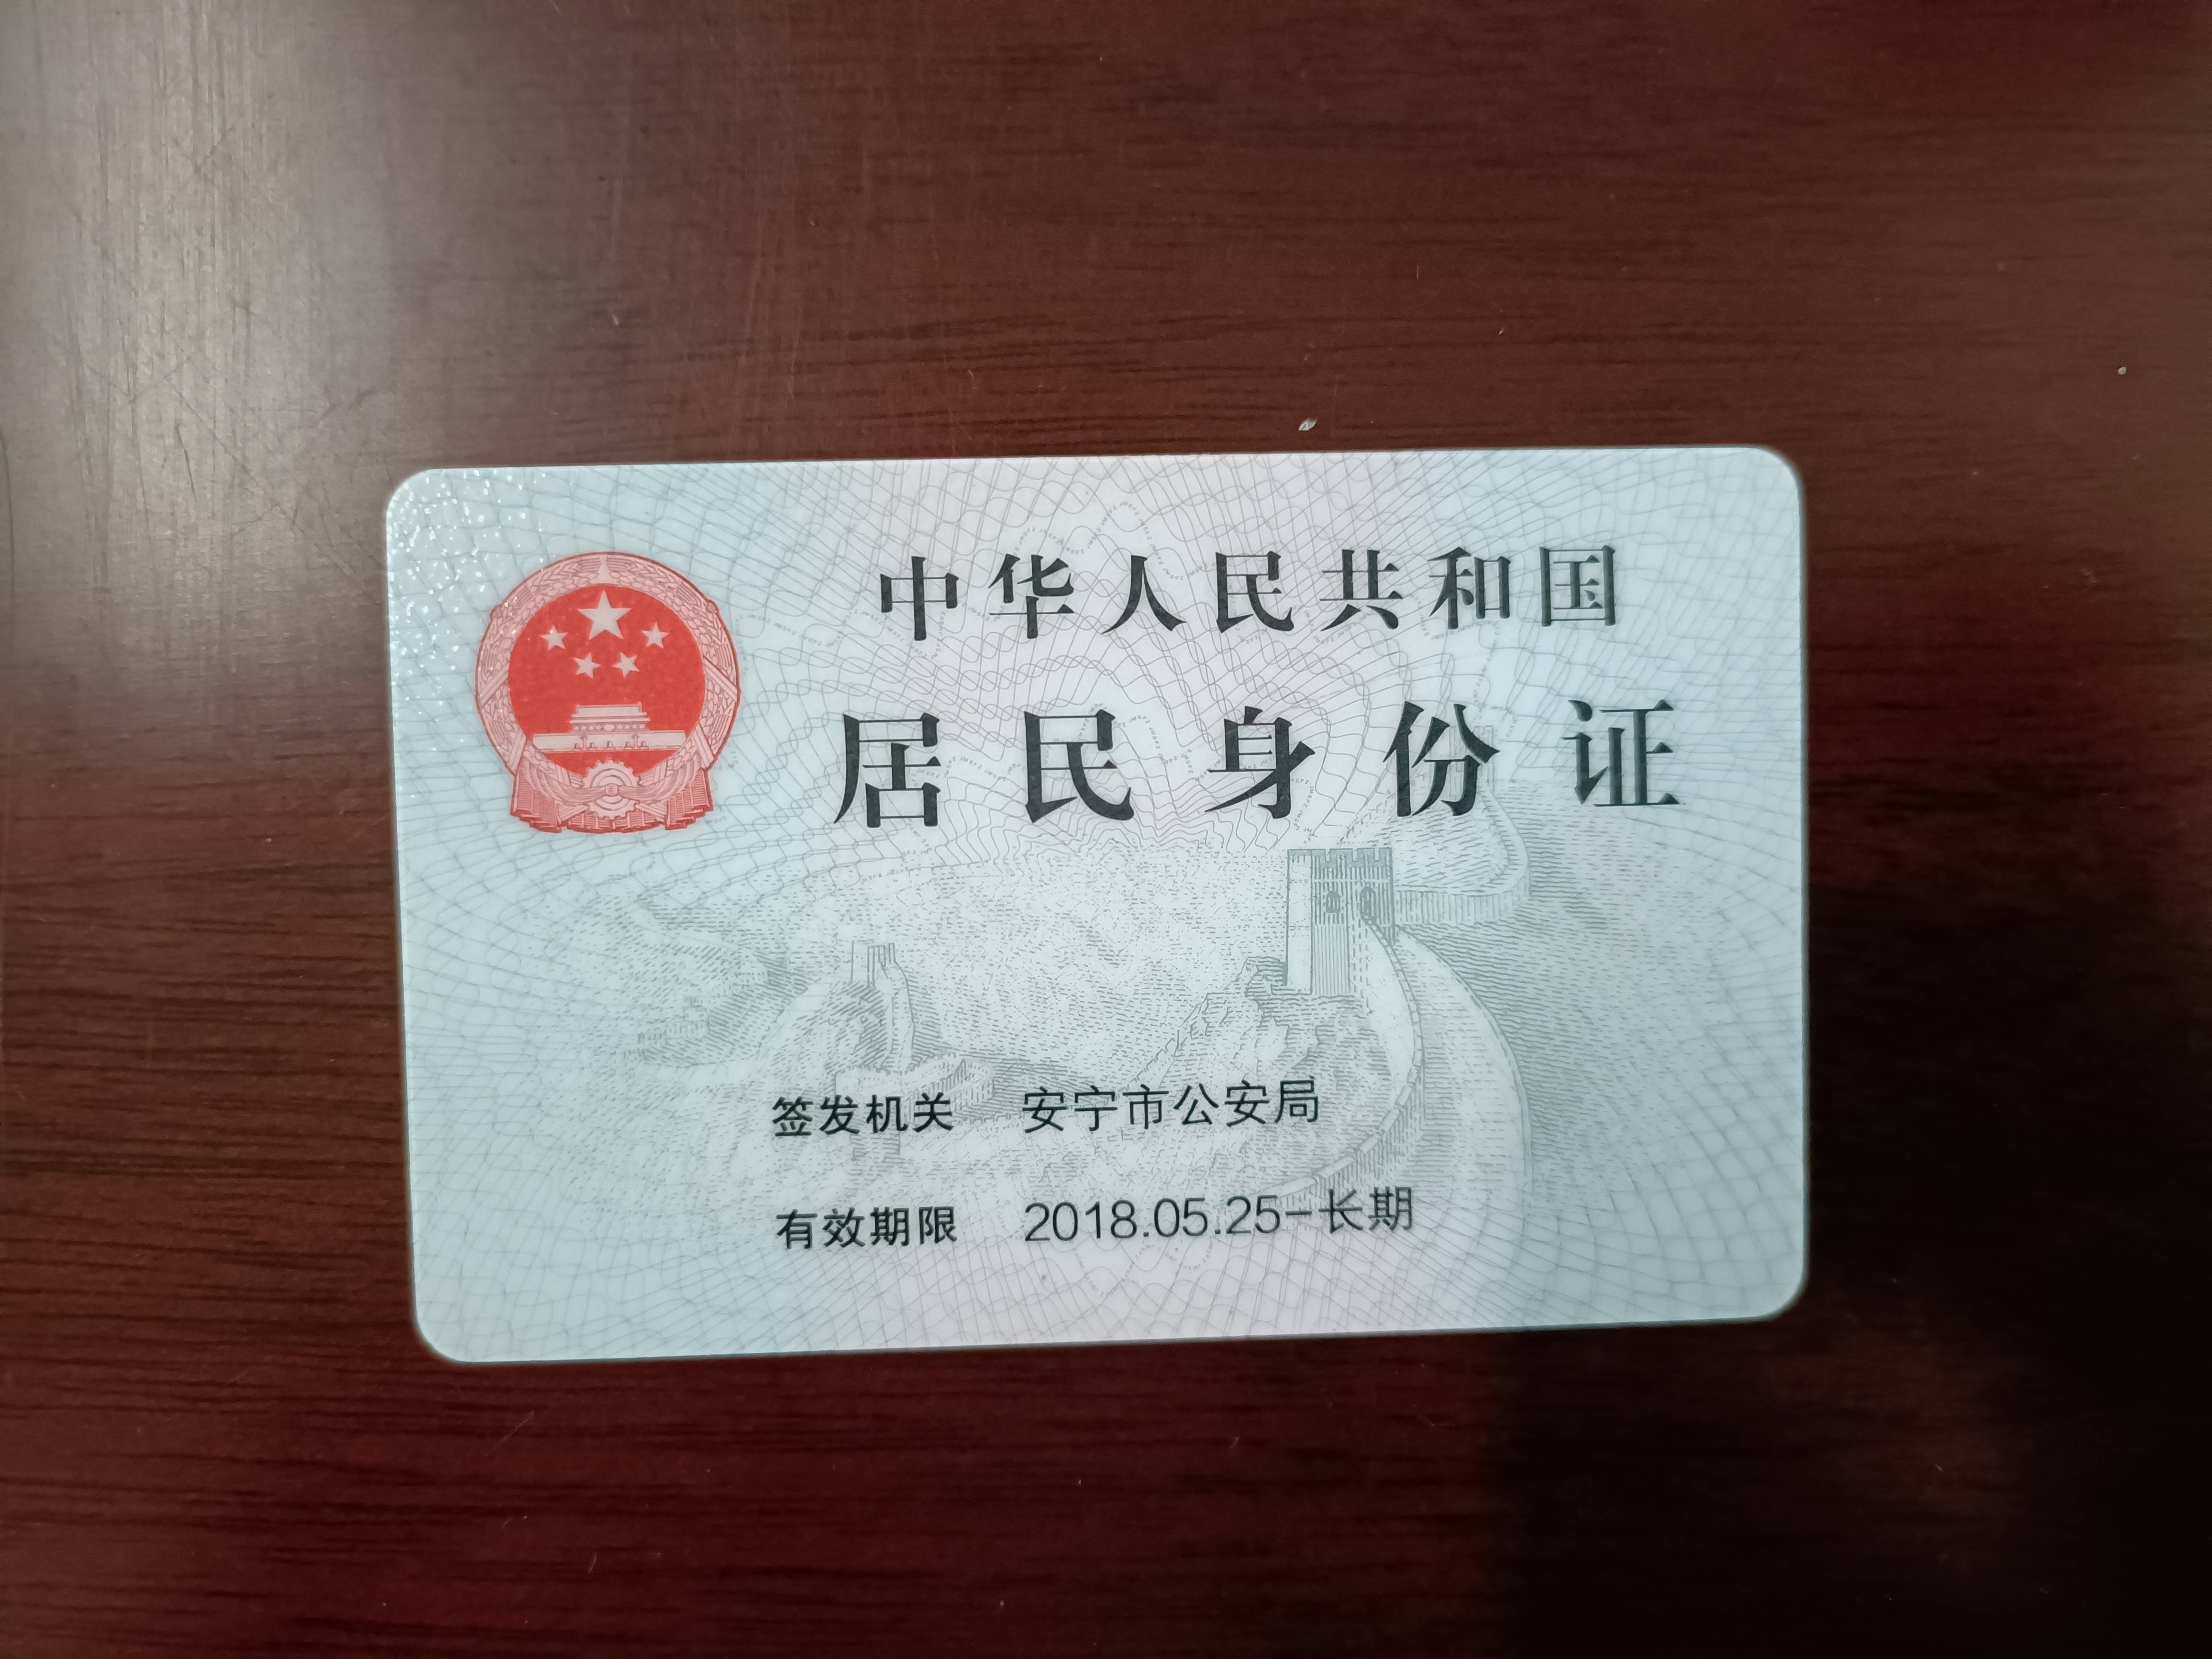 中华人民共和国
居民身份证
签发机关 安宁市公安局
有效期限 2018.05.25-长期